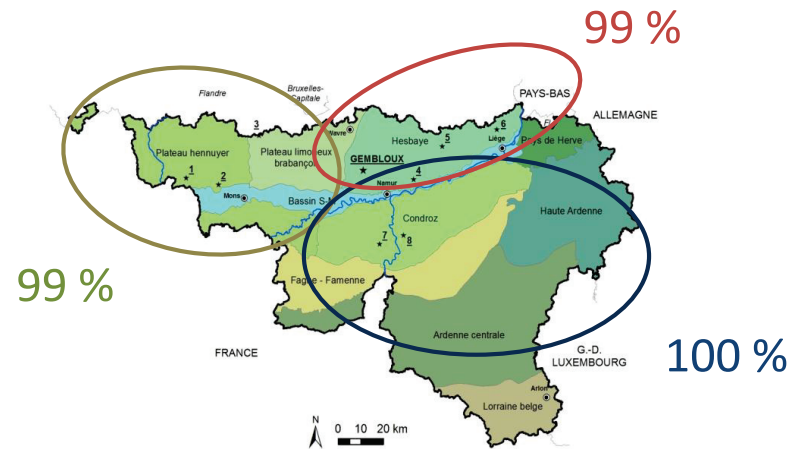 99 %
PAYS-BAS
Flandre
Bruxelles-
Capitale
ALLEMAGNE
3
6
Wavre
5
Hesbaye
Liège
Pays de Herve
Plateau hennuyer
Plateau limoneux
brabançon
GEMBLOUX
1
2
4
Namur
Mons
Bassin S-M
Haute Ardenne
Condroz
7
8
99 %
Fagne - Famenne
Ardenne centrale
FRANCE
G.-D.
LUXEMBOURG
100 %
Arlon
Lorraine belge
N
0 10 20 km